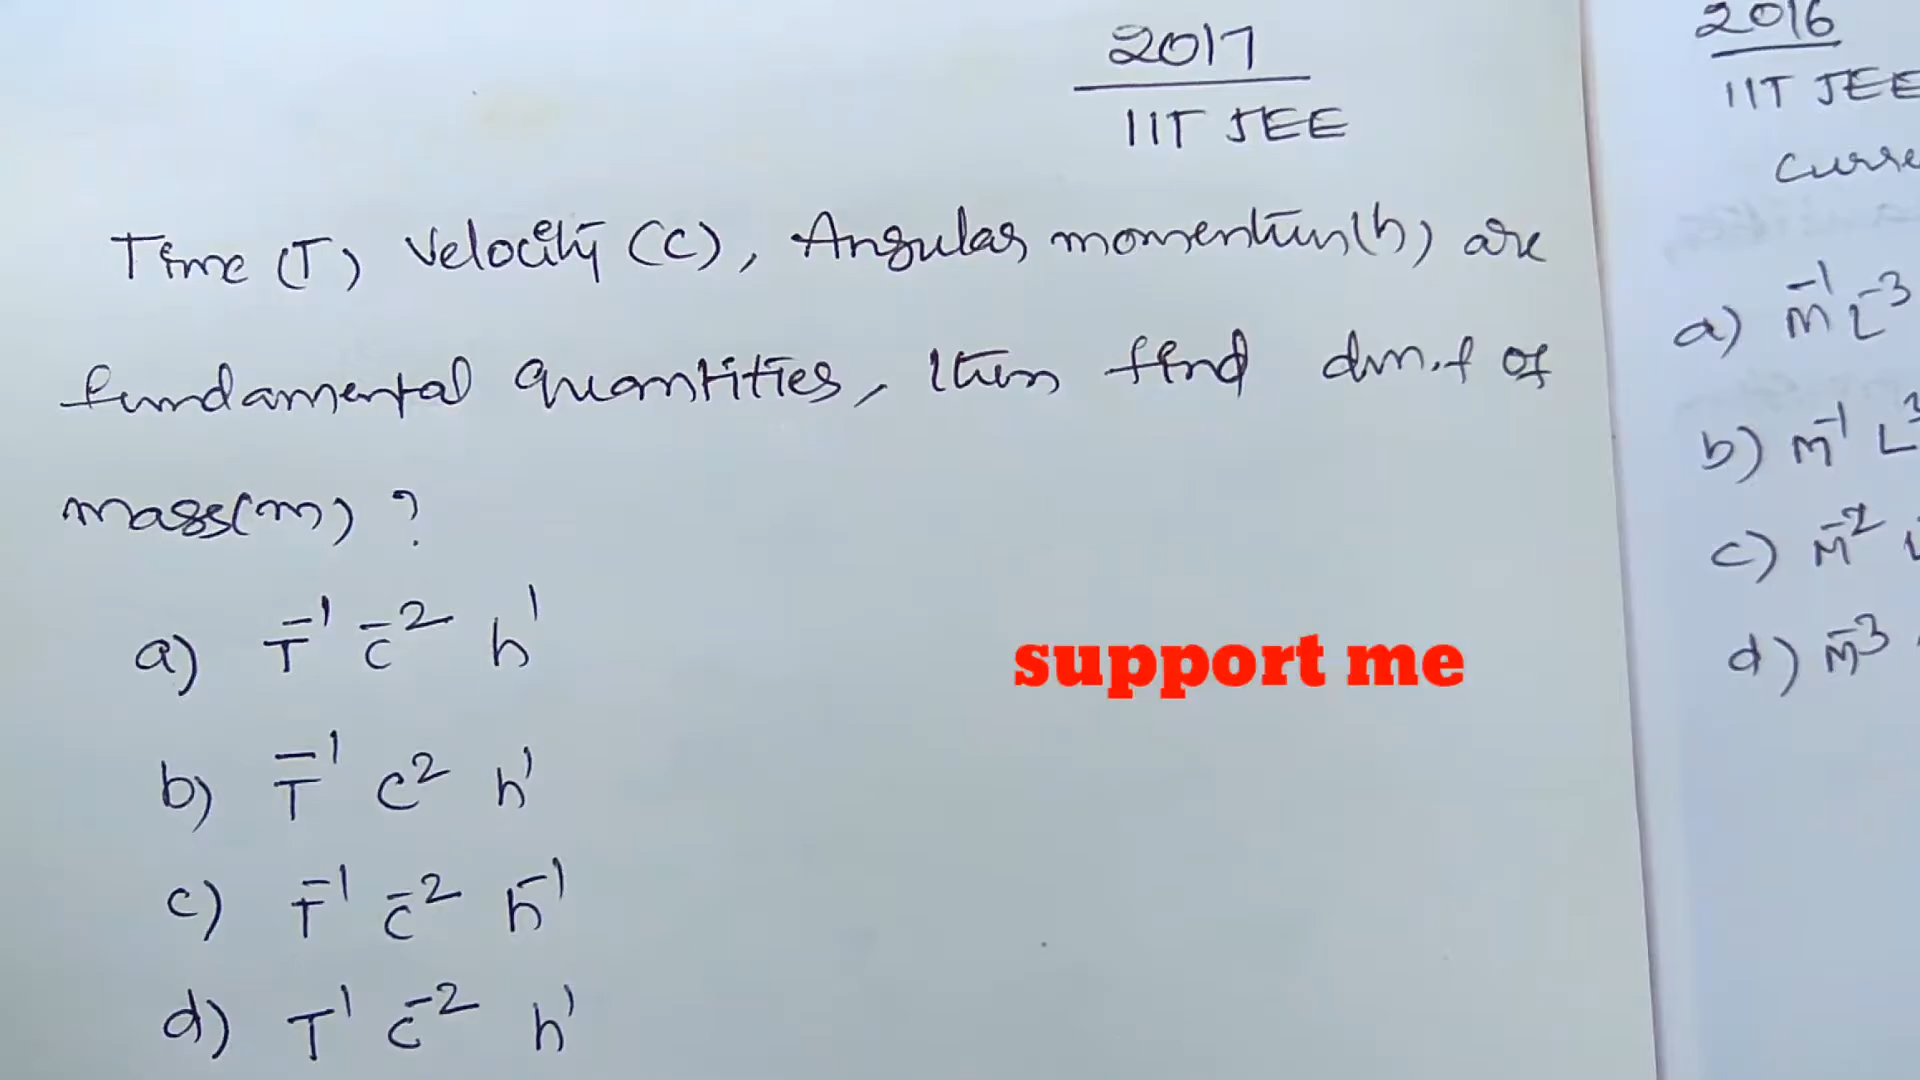 2017
IIT JEE
Time (T) Velocity (C), Angular momentum(h) are
fundamental quantities, then find dm.f of
mass(m) ?
a) T⁻¹ C⁻² h¹
b) T⁻¹ C² h¹
c) T⁻¹ C⁻² h⁻¹
d) T¹ C⁻² h¹
support me
2016
IIT JEE
a) M⁻¹ L⁻³
b) M⁻¹ L
c) M⁻²
d) M⁻³